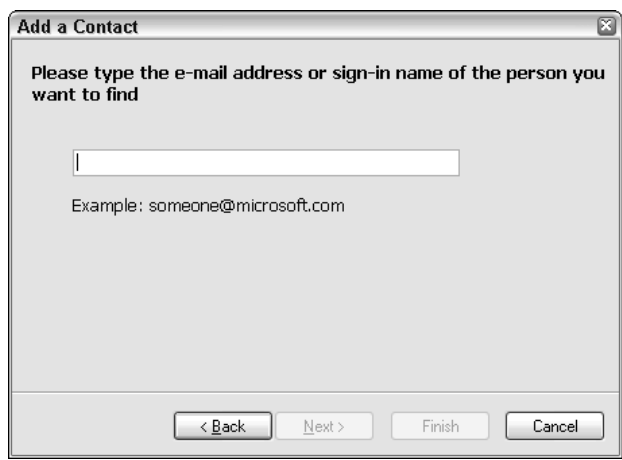 Add a Contact
Please type the e-mail address or sign-in name of the person you
want to find
Example: someone@microsoft.com
< Back Next > Finish Cancel